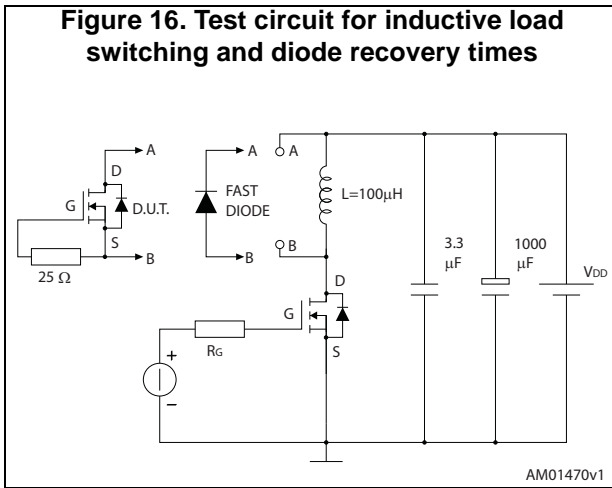 Figure 16. Test circuit for inductive load
switching and diode recovery times
A
D
G
D.U.T.
S
B
25 Ω
A
FAST
DIODE
B
A
L=100μH
B
D
G
S
RG
+
–
3.3
μF
1000
μF
VDD
AM01470v1